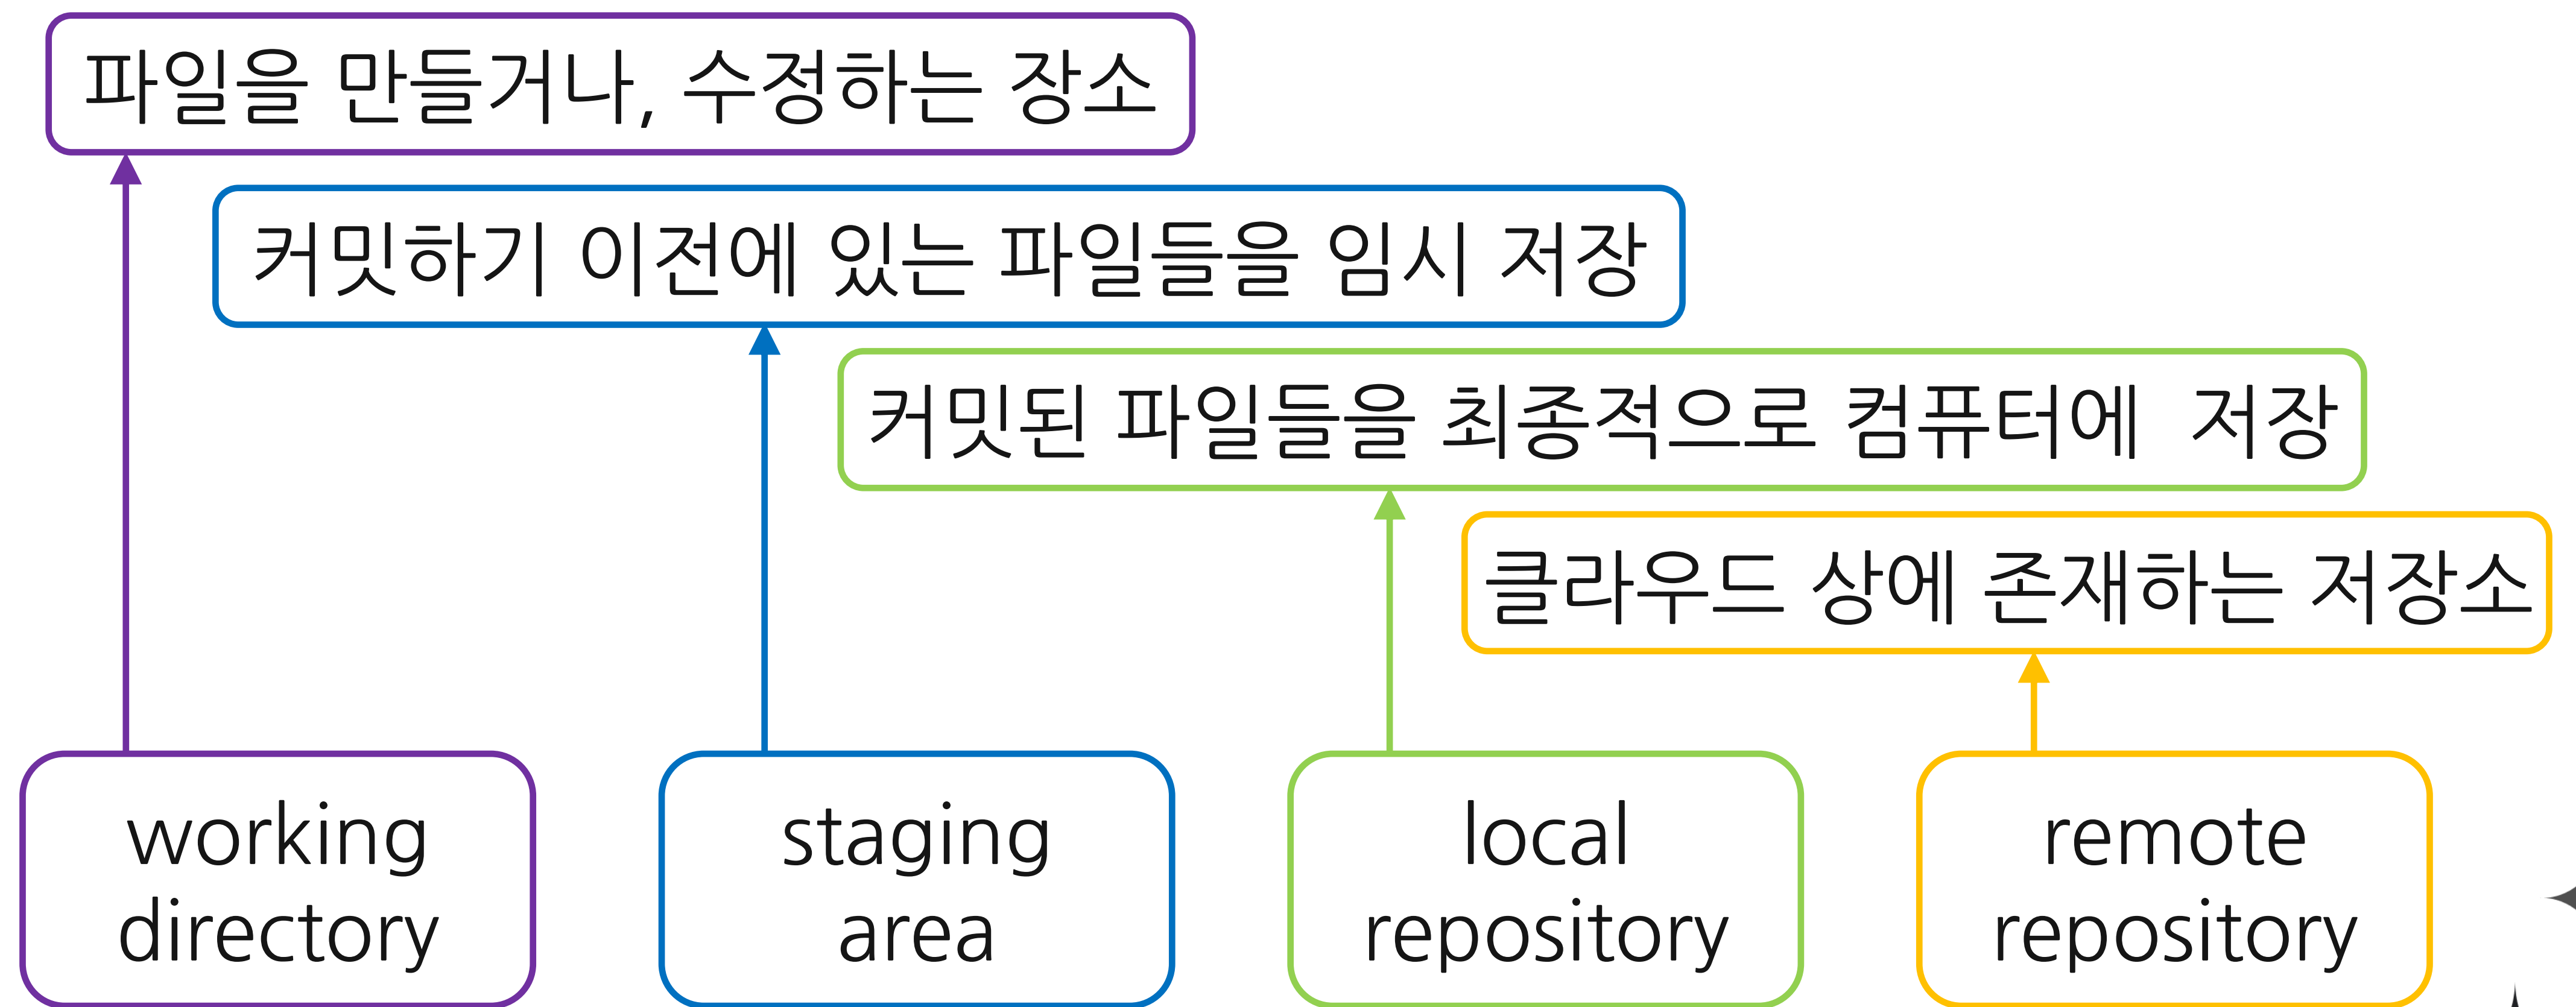 파일을 만들거나, 수정하는 장소
커밋하기 이전에 있는 파일들을 임시 저장
커밋된 파일들을 최종적으로 컴퓨터에 저장
클라우드 상에 존재하는 저장소
working
directory
staging
area
local
repository
remote
repository